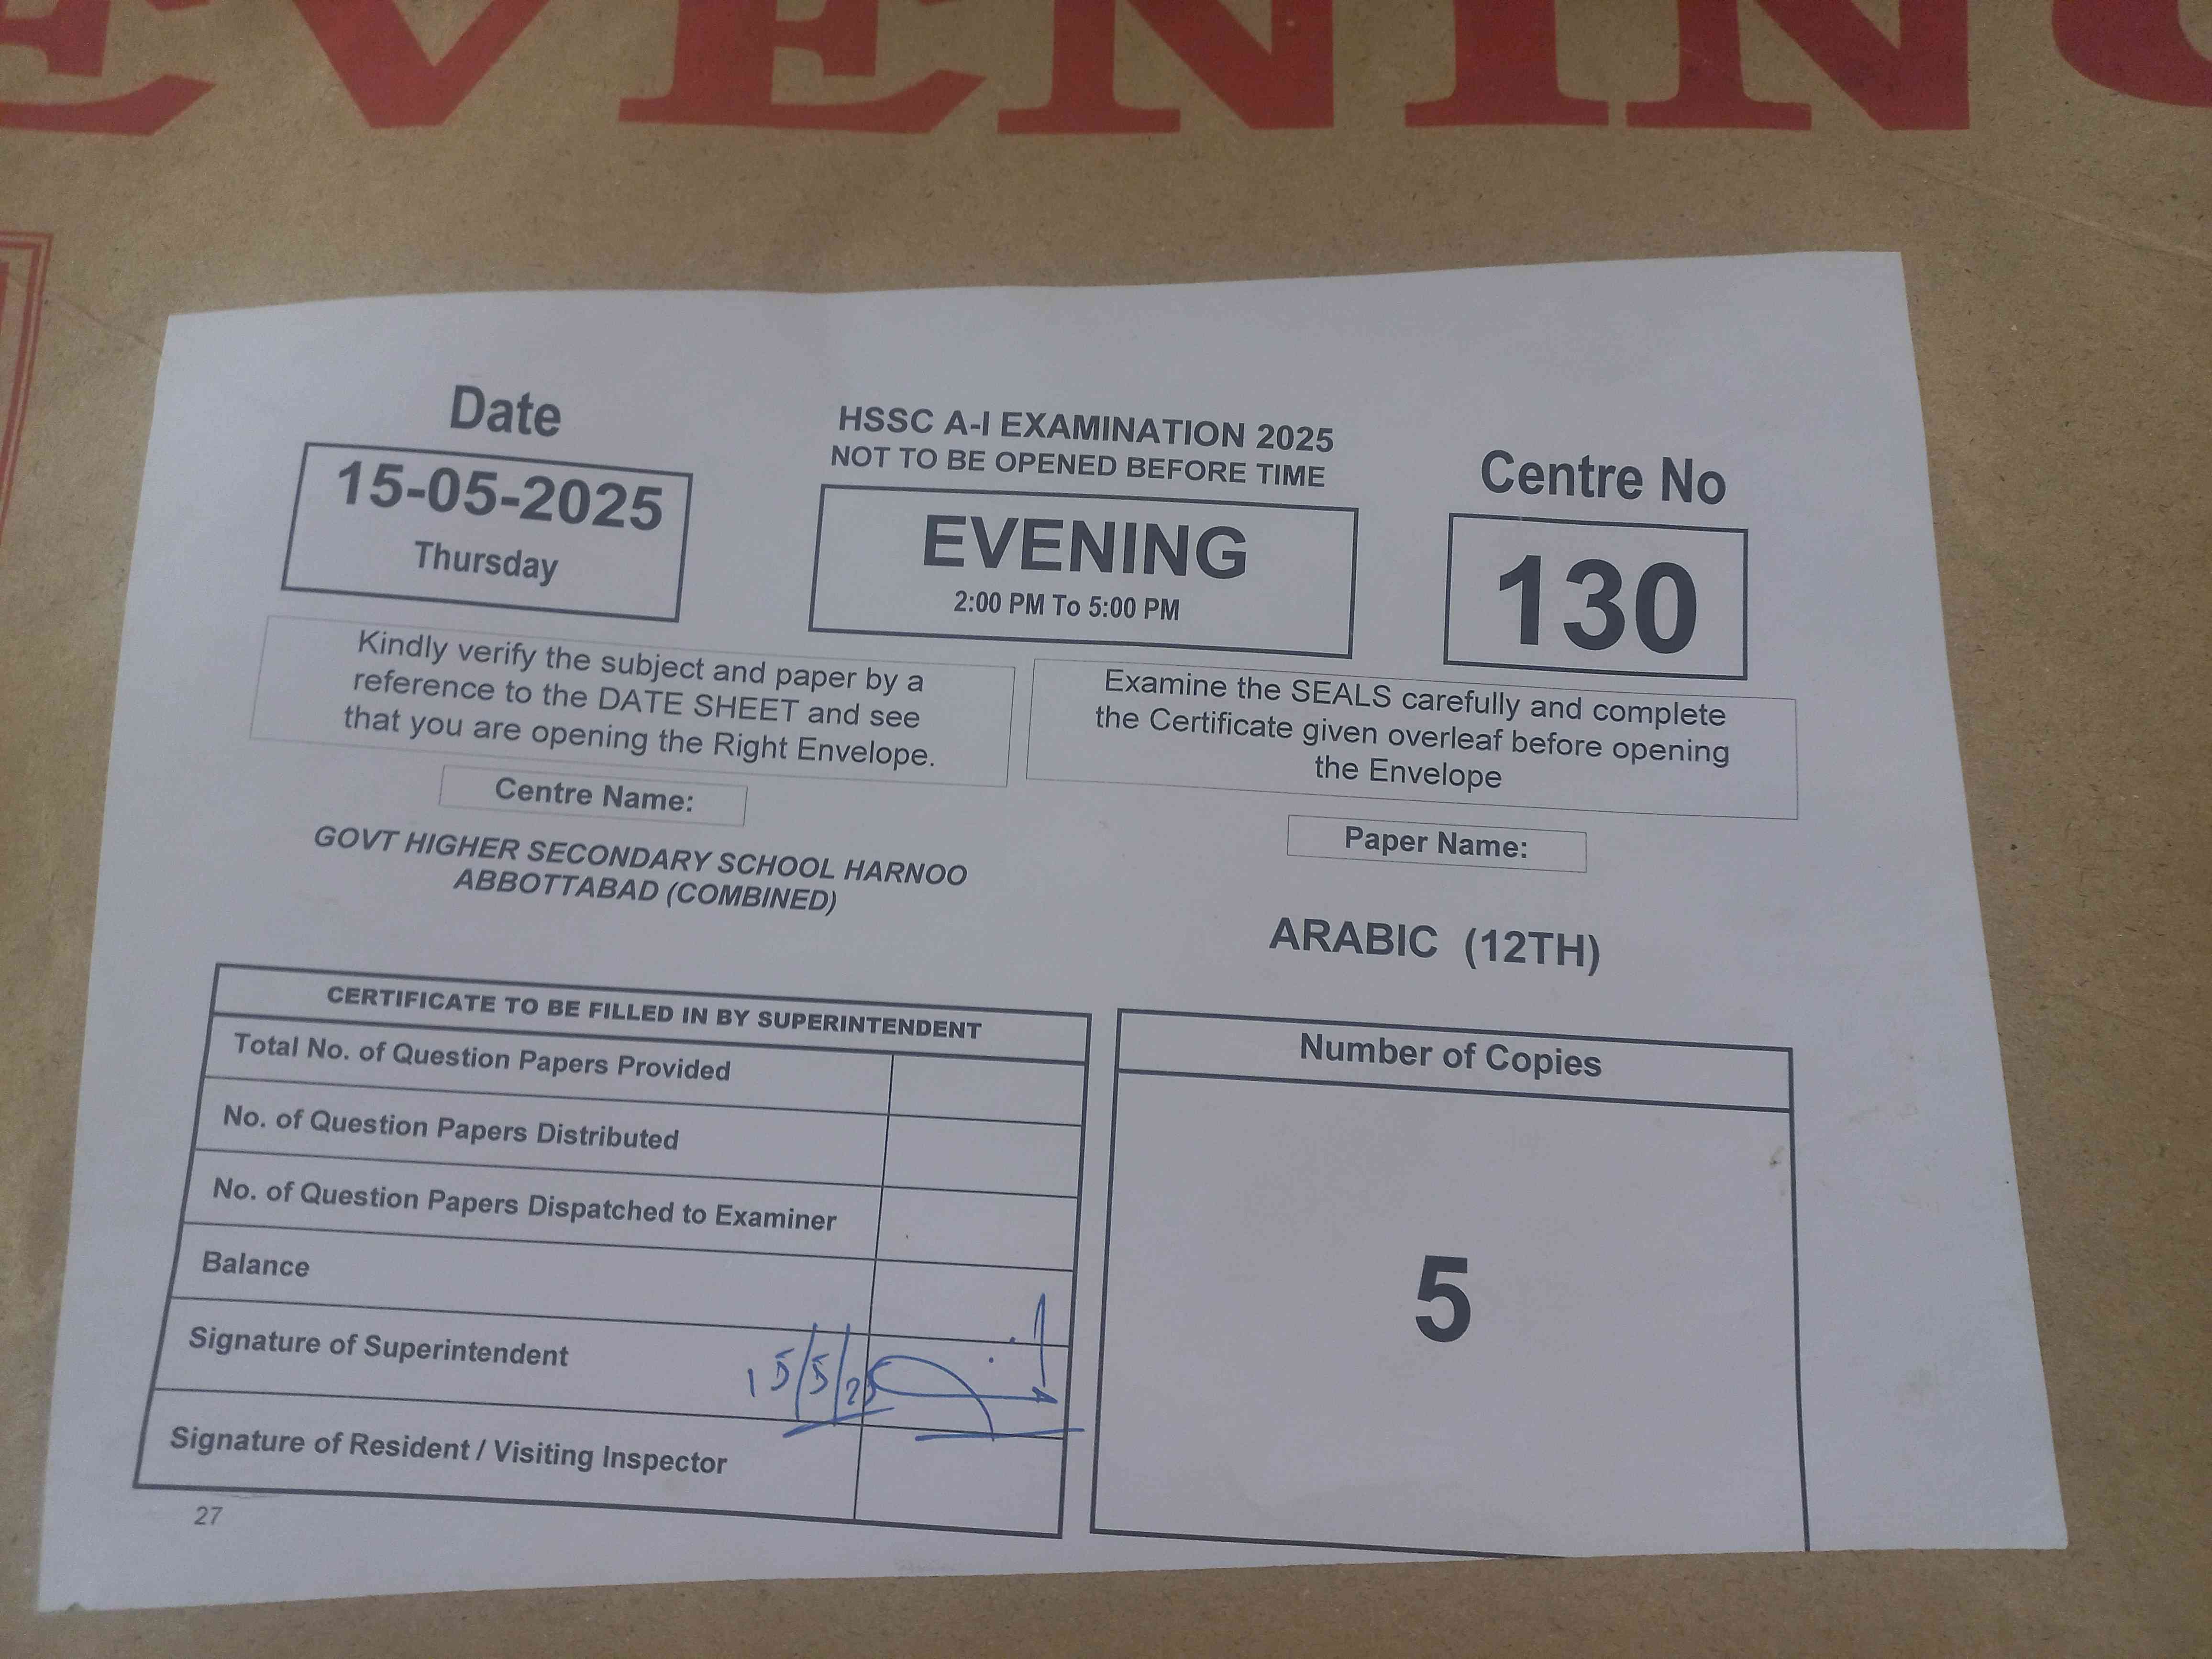 EVENING
Date
15-05-2025
Thursday
HSSC A-I EXAMINATION 2025
NOT TO BE OPENED BEFORE TIME
EVENING
2:00 PM To 5:00 PM
Centre No
130
Kindly verify the subject and paper by a
reference to the DATE SHEET and see
that you are opening the Right Envelope.
Examine the SEALS carefully and complete
the Certificate given overleaf before opening
the Envelope
Centre Name:
GOVT HIGHER SECONDARY SCHOOL HARNOO
ABBOTTABAD (COMBINED)
Paper Name:
ARABIC (12TH)
CERTIFICATE TO BE FILLED IN BY SUPERINTENDENT
Total No. of Question Papers Provided
No. of Question Papers Distributed
No. of Question Papers Dispatched to Examiner
Balance
Signature of Superintendent
15/5/25
Signature of Resident / Visiting Inspector
27
Number of Copies
5